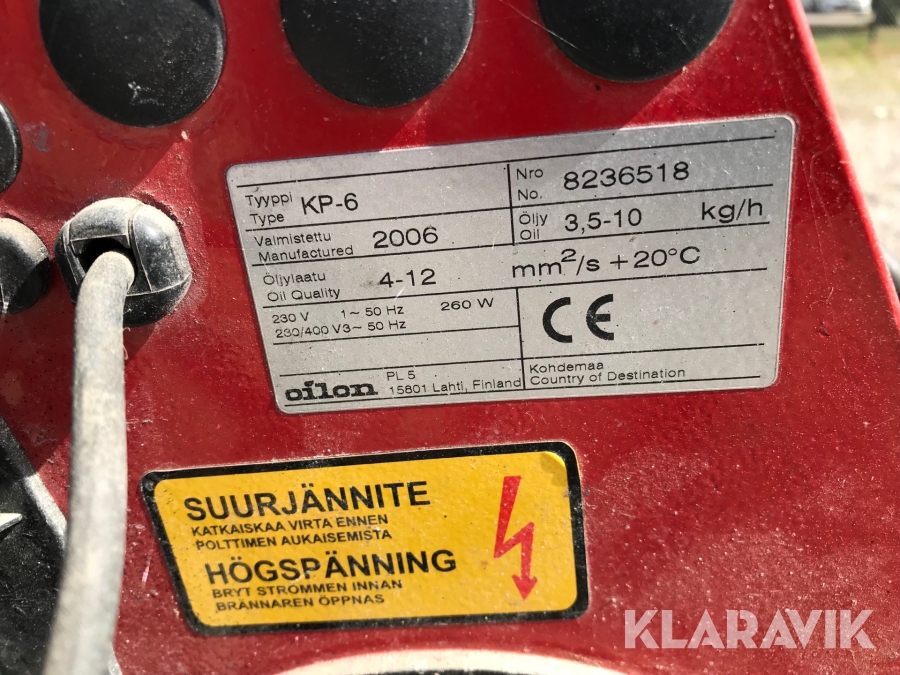 Tyyppi
Type KP-6
Nro
No. 8236518
Valmistettu
Manufactured 2006
Öljy
Oil 3,5-10 kg/h
Öljylaatu
Oil Quality 4-12 mm²/s +20°C
230 V 1~ 50 Hz 260 W
230/400 V3~ 50 Hz
CE
oilon PL 5
15801 Lahti, Finland
Kohdemaa
Country of Destination
SUURJÄNNITE
KATKAISKAA VIRTA ENNEN
POLTTIMEN AUKAISEMISTA
HÖGSPÄNNING
BRYT STRÖMMEN INNAN
BRÄNNAREN ÖPPNAS
KLARAVIK